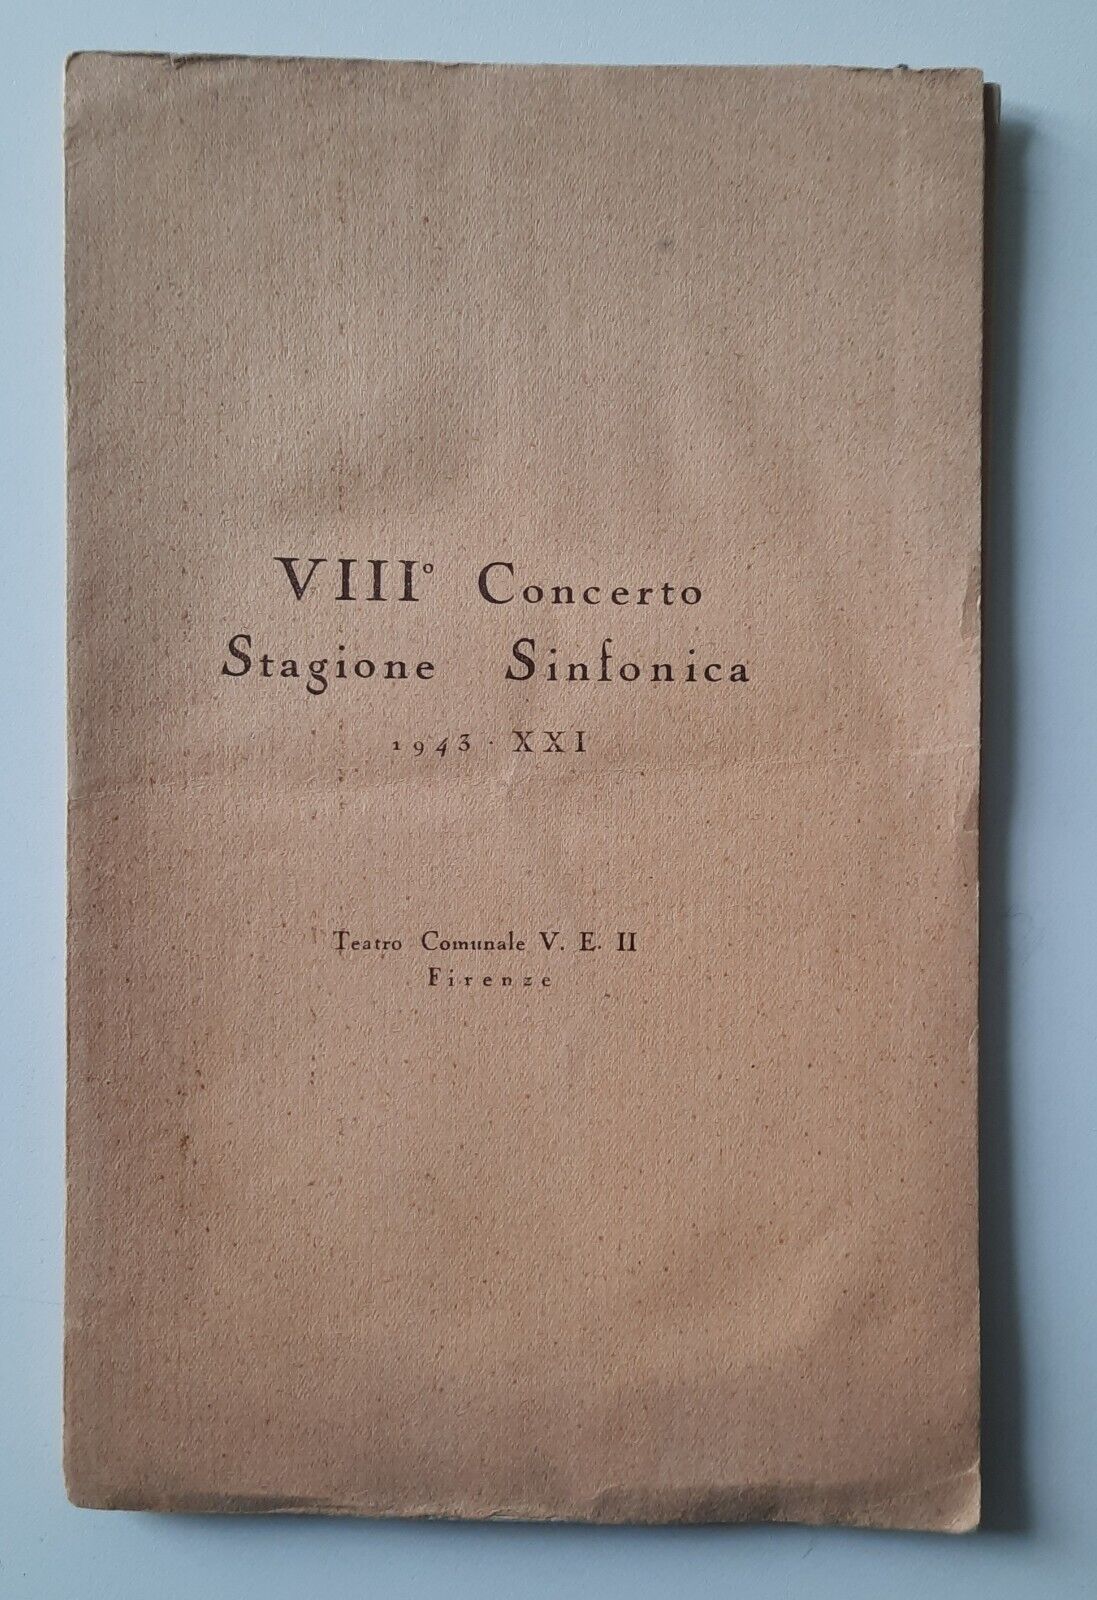 VIII° Concerto
Stagione Sinfonica
1943 · XXI
Teatro Comunale V. E. II
Firenze